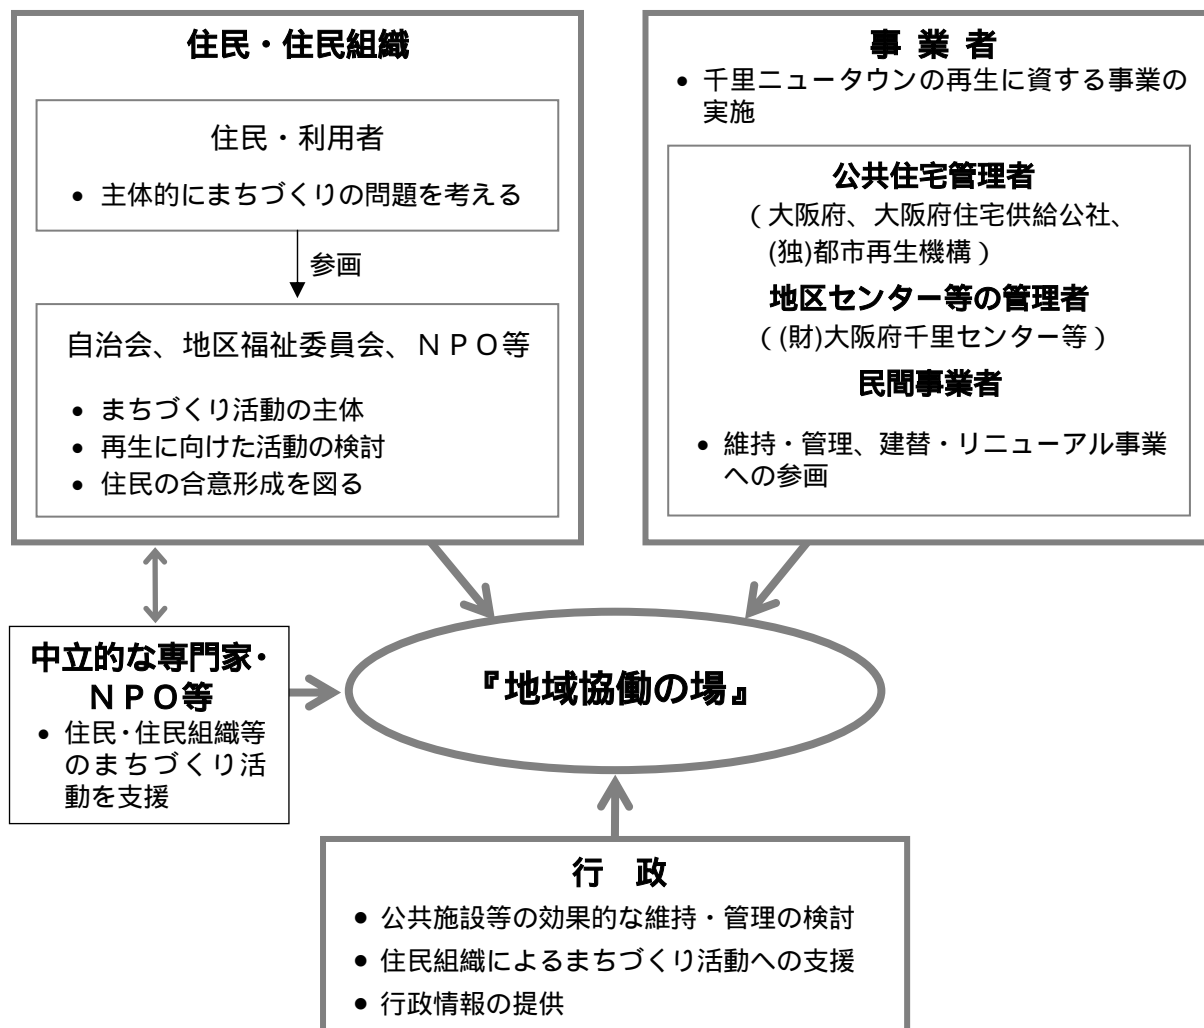 住民・住民組織
住民・利用者
• 主体的にまちづくりの問題を考える
参画
自治会、地区福祉委員会、ＮＰＯ等
• まちづくり活動の主体
• 再生に向けた活動の検討
• 住民の合意形成を図る
事 業 者
• 千里ニュータウンの再生に資する事業の
実施
公共住宅管理者
（大阪府、大阪府住宅供給公社、
(独)都市再生機構）
地区センター等の管理者
（(財)大阪府千里センター等）
民間事業者
• 維持・管理、建替・リニューアル事業
への参画
中立的な専門家・
ＮＰＯ等
• 住民・住民組織等
のまちづくり活
動を支援
『地域協働の場』
行 政
• 公共施設等の効果的な維持・管理の検討
• 住民組織によるまちづくり活動への支援
• 行政情報の提供